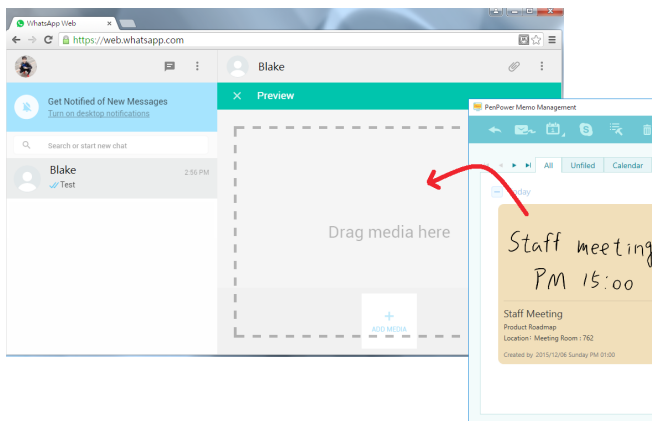 WhatsApp Web
https://web.whatsapp.com
Blake
Get Notified of New Messages
Turn on desktop notifications
Search or start new chat
Blake
2:56 PM
Test
Preview
Drag media here
ADD MEDIA
PenPower Memo Management
All
Unfiled
Calendar
Today
Staff meeting
PM 15:00
Staff Meeting
Product Roadmap
Location: Meeting Room : 762
Created by 2015/12/06 Sunday PM 01:00